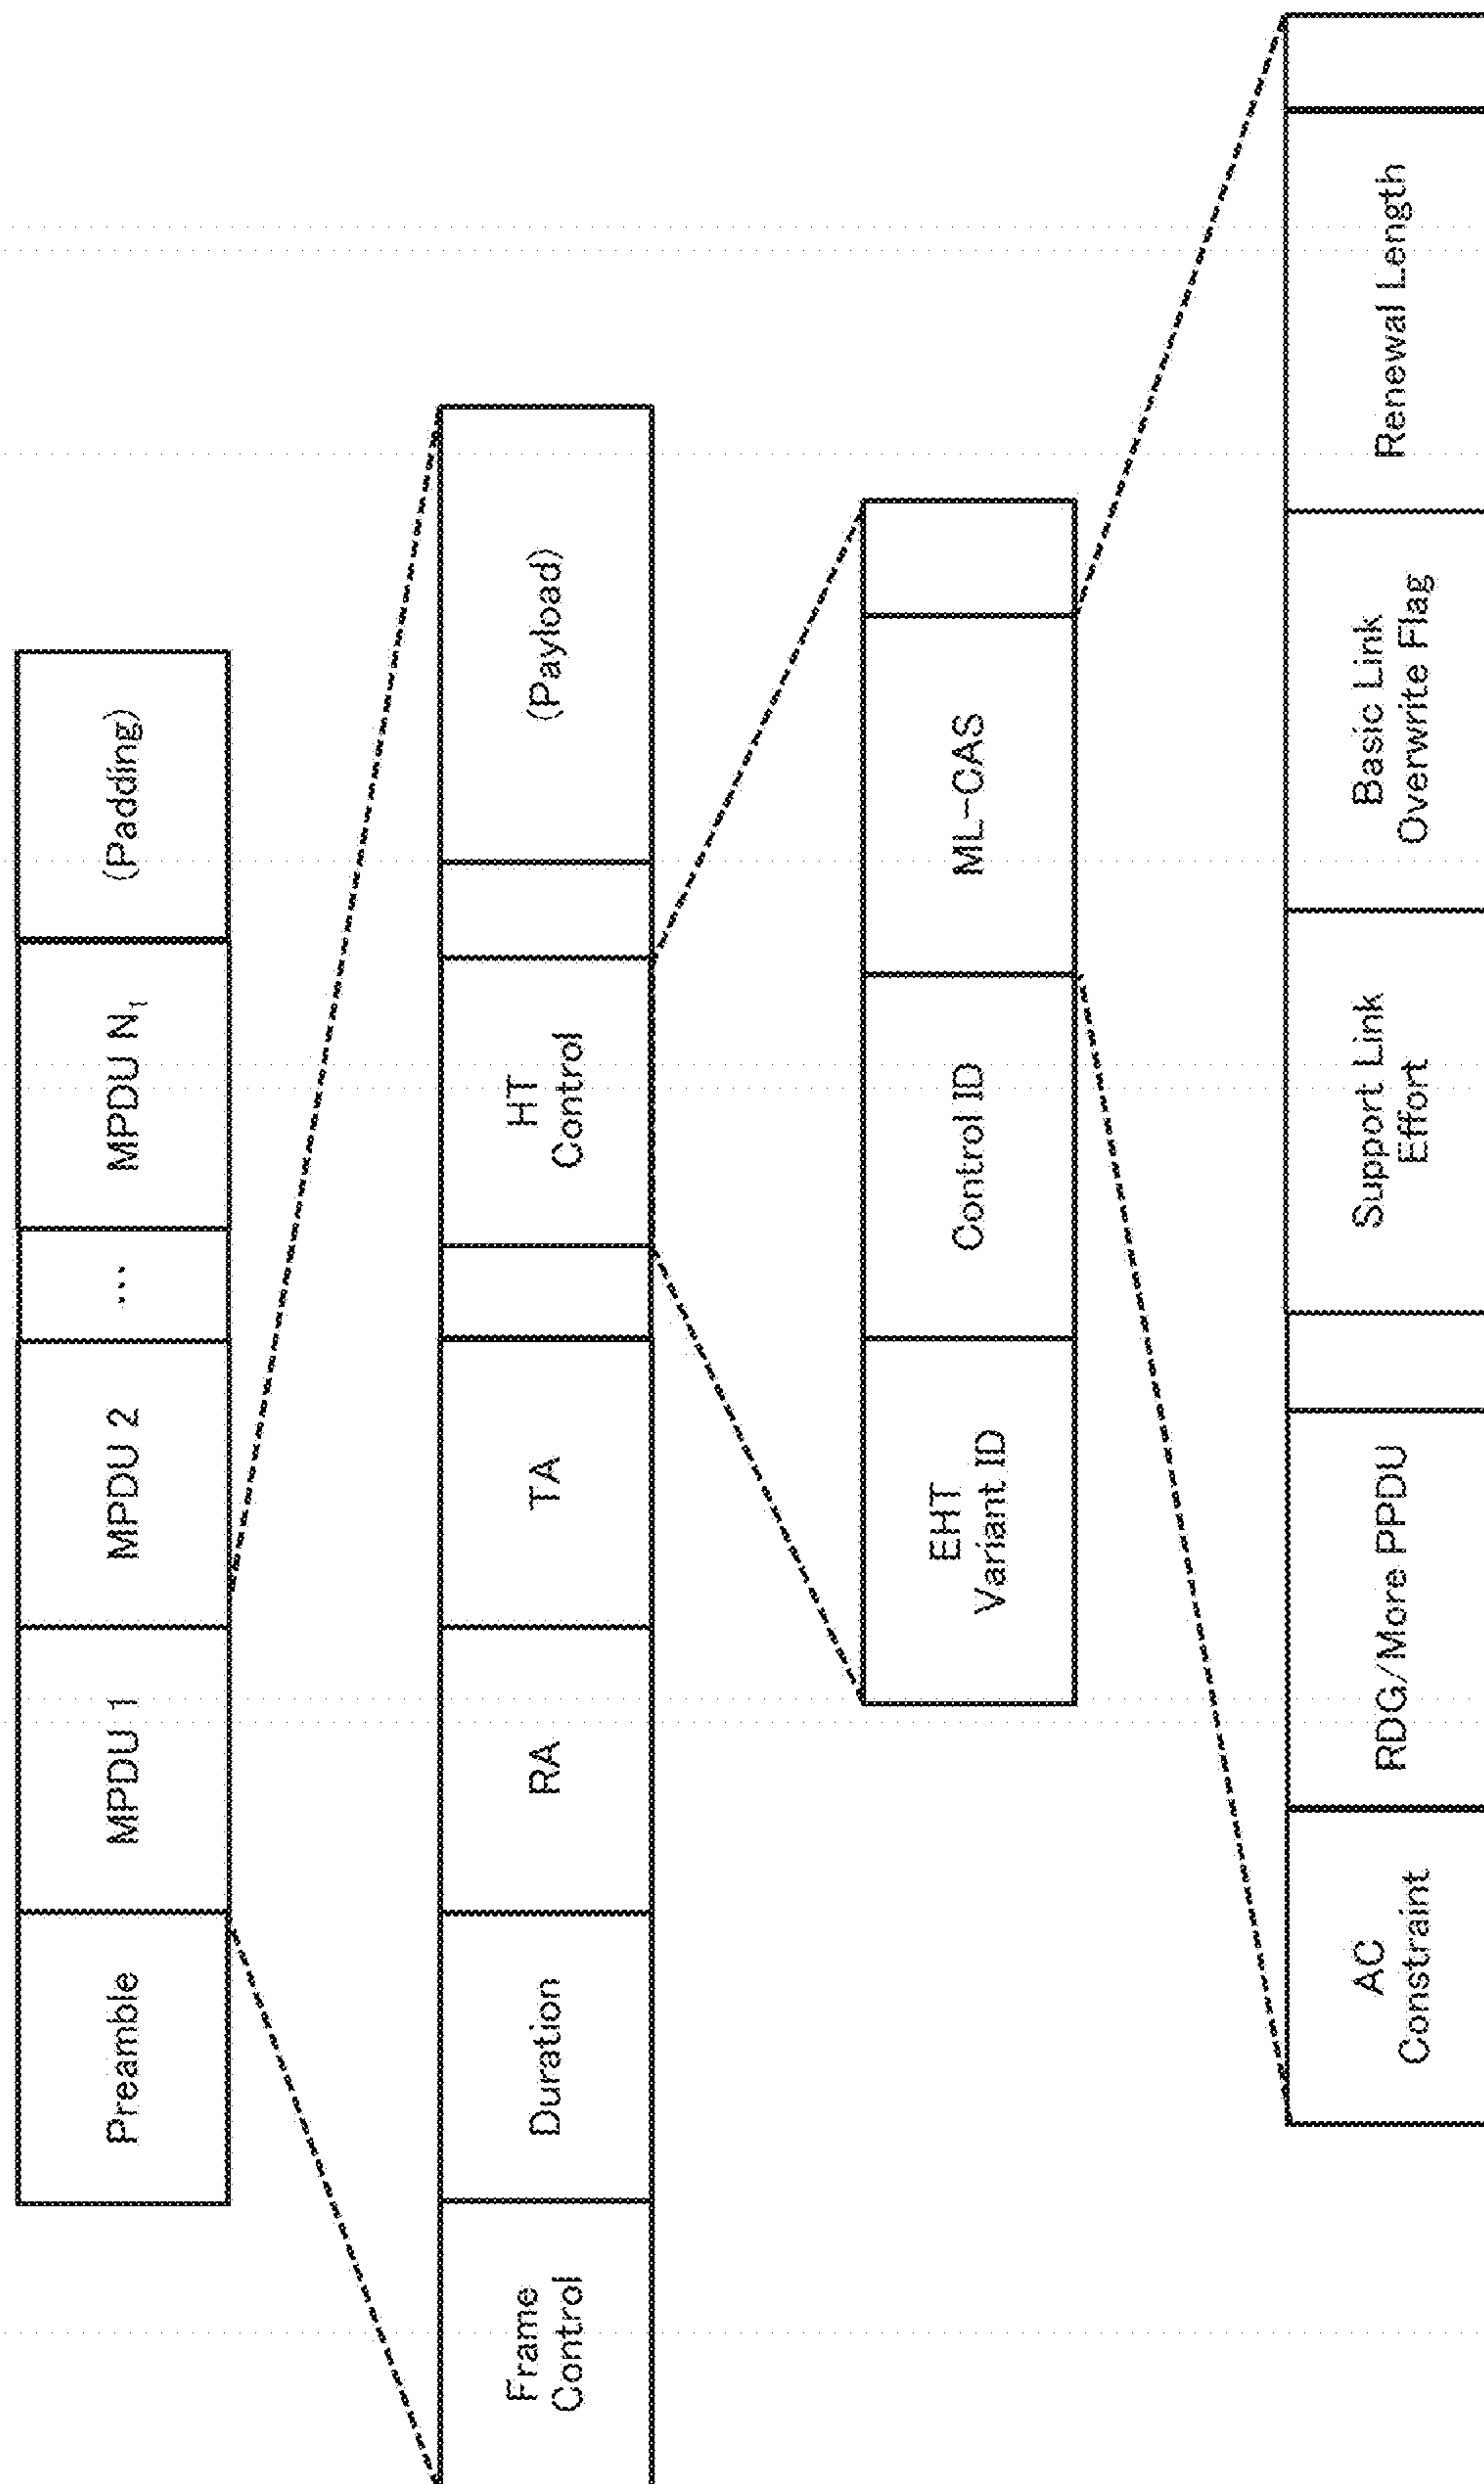 Preamble
MPDU 1
MPDU 2
...
MPDU N₁
(Padding)
Frame
Control
Duration
RA
TA
HT
Control
(Payload)
EHT
Variant ID
Control ID
ML-CAS
AC
Constraint
RDG/More PPDU
Support Link
Effort
Basic Link
Overwrite Flag
Renewal Length